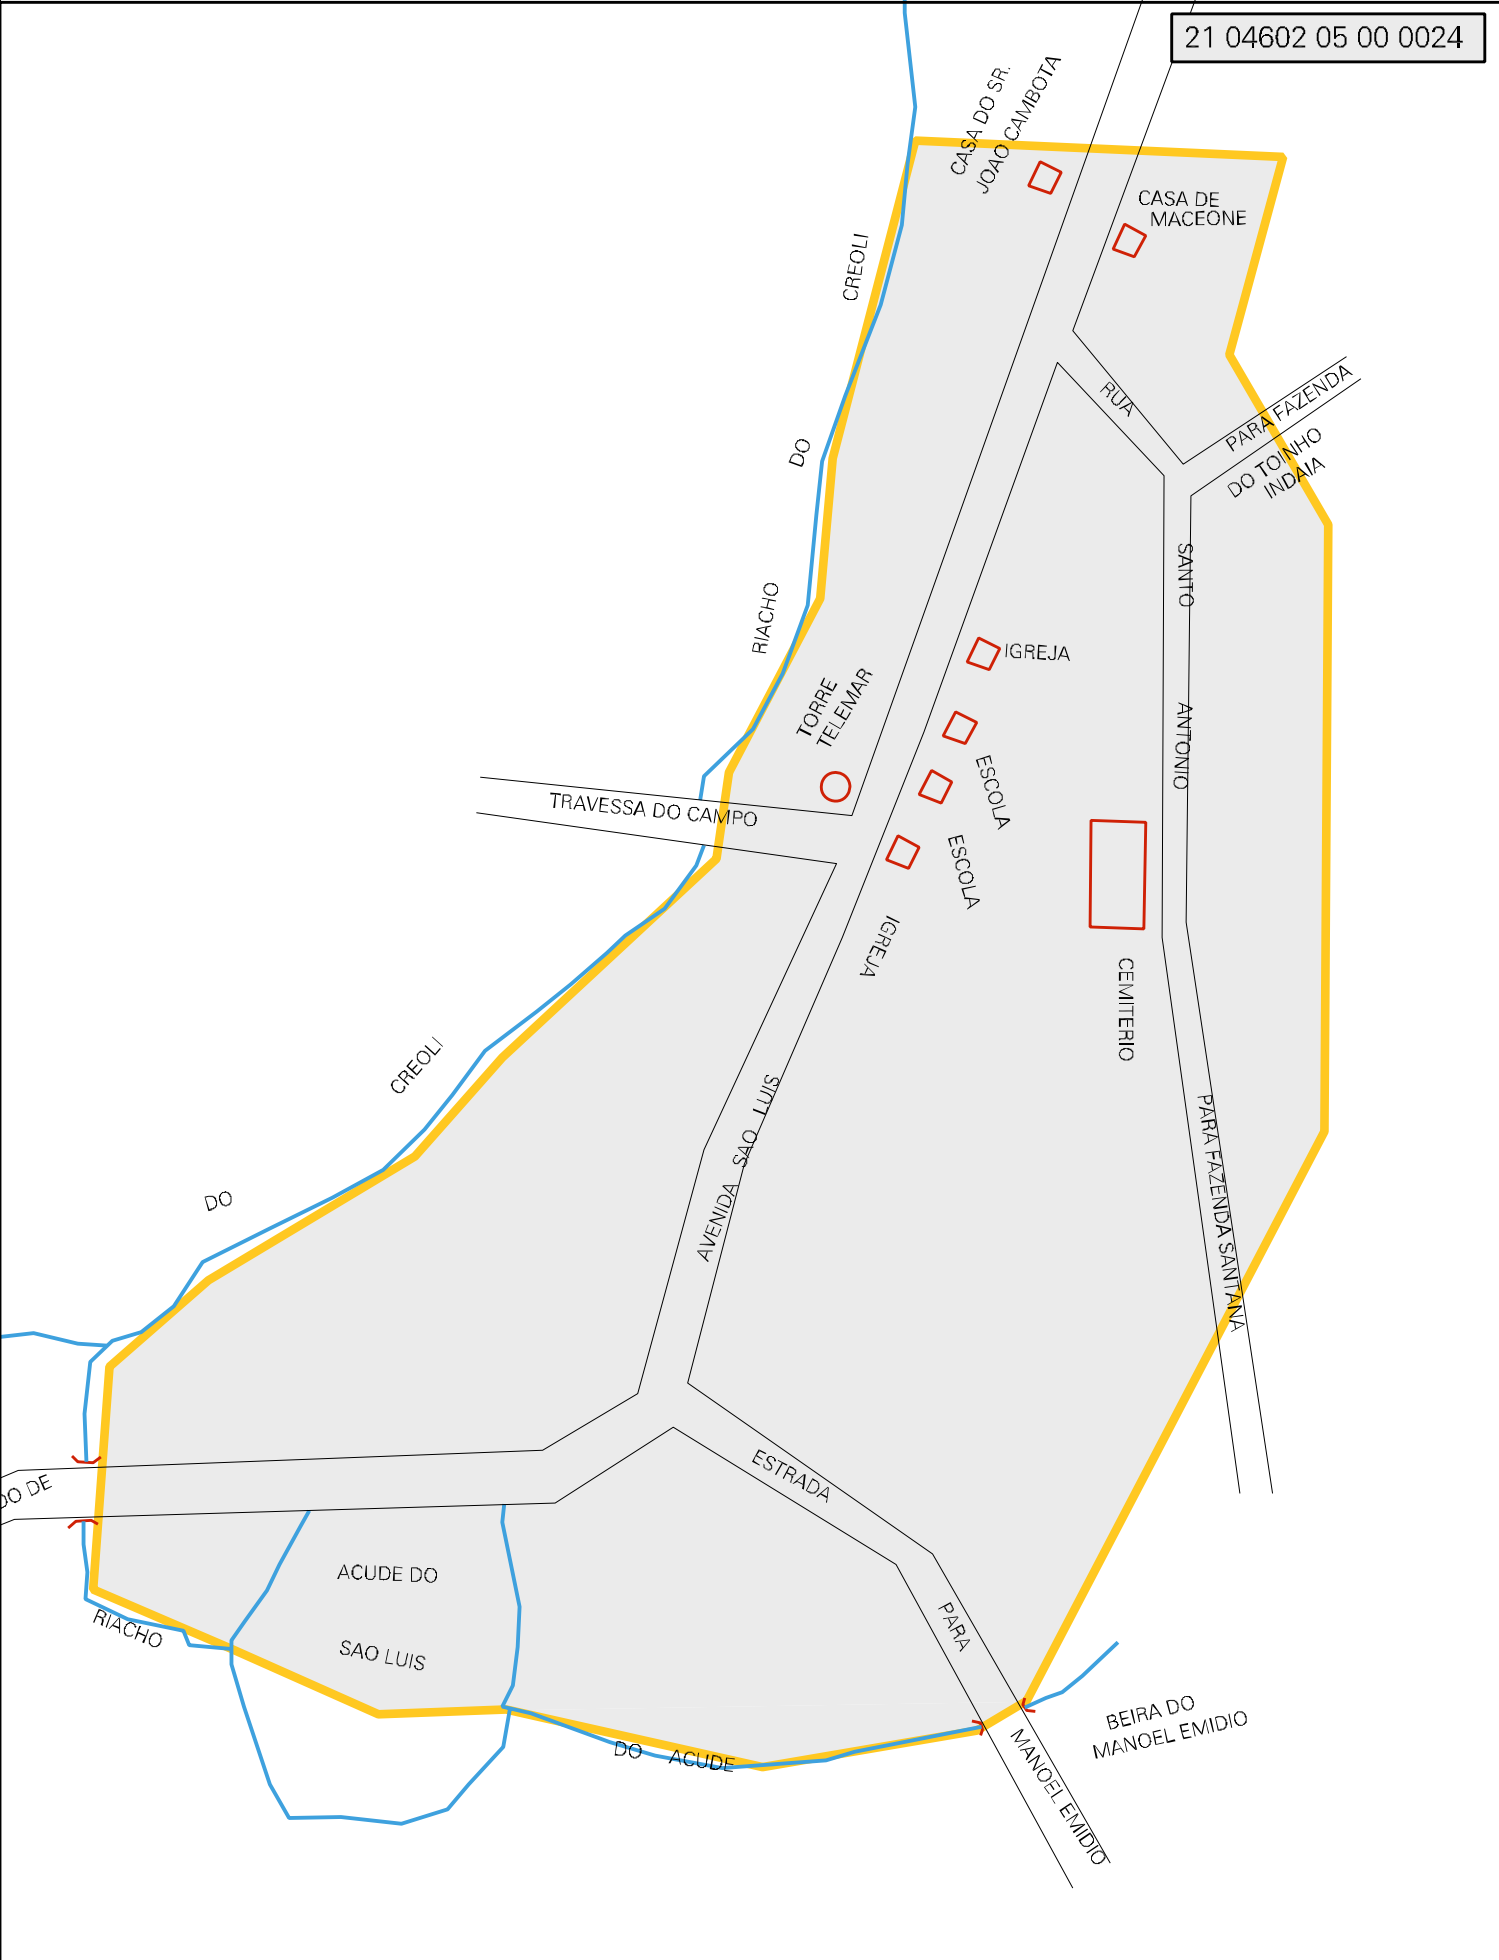 21 04602 05 00 0024
CASA DO SR.
JOAO CAMBOTA
CASA DE
MACEONE
CREOLI
DO
RIACHO
RUA
SANTO
ANTONIO
PARA FAZENDA
DO TOINHO
INDAIA
IGREJA
TORRE
TELEMAR
TRAVESSA DO CAMPO
ESCOLA
ESCOLA
IGREJA
CEMITERIO
PARA FAZENDA SANTANA
CREOLI
DO
AVENIDA SAO LUIS
DO DE
ESTRADA
PARA
MANOEL EMIDIO
ACUDE DO
SAO LUIS
RIACHO
DO ACUDE
BEIRA DO
MANOEL EMIDIO